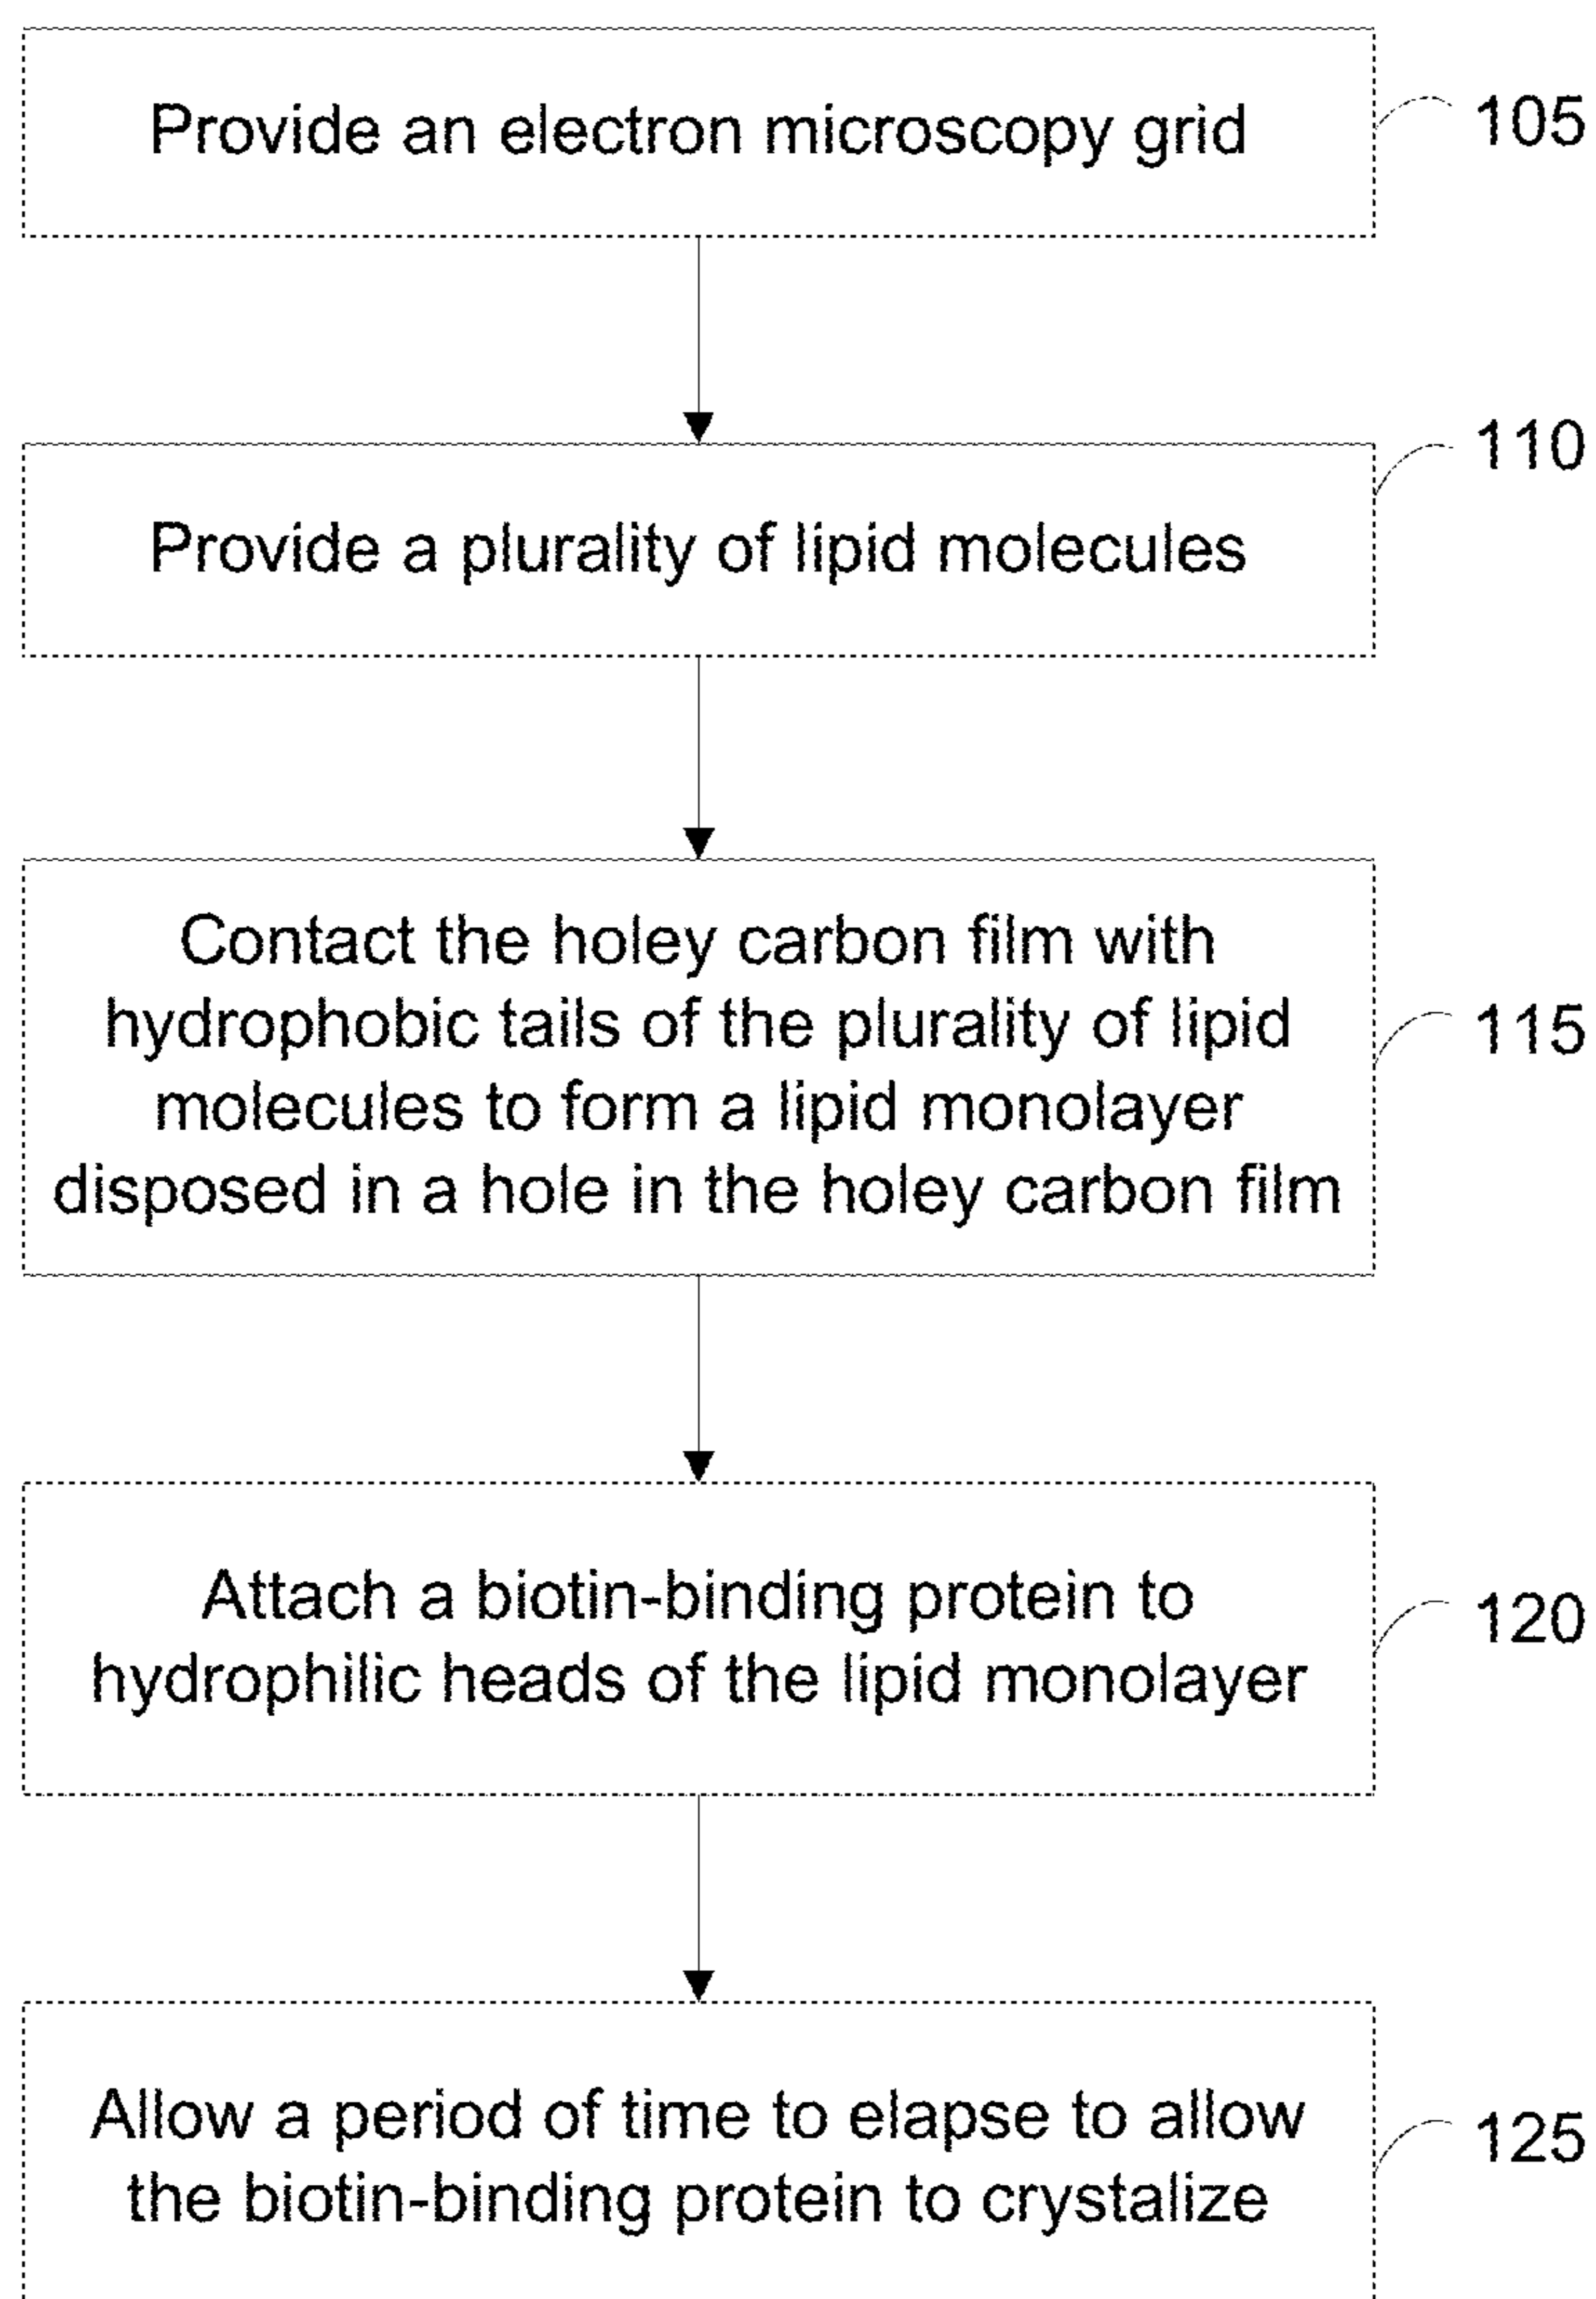 Provide an electron microscopy grid
105
Provide a plurality of lipid molecules
110
Contact the holey carbon film with
hydrophobic tails of the plurality of lipid
molecules to form a lipid monolayer
disposed in a hole in the holey carbon film
115
Attach a biotin-binding protein to
hydrophilic heads of the lipid monolayer
120
Allow a period of time to elapse to allow
the biotin-binding protein to crystalize
125